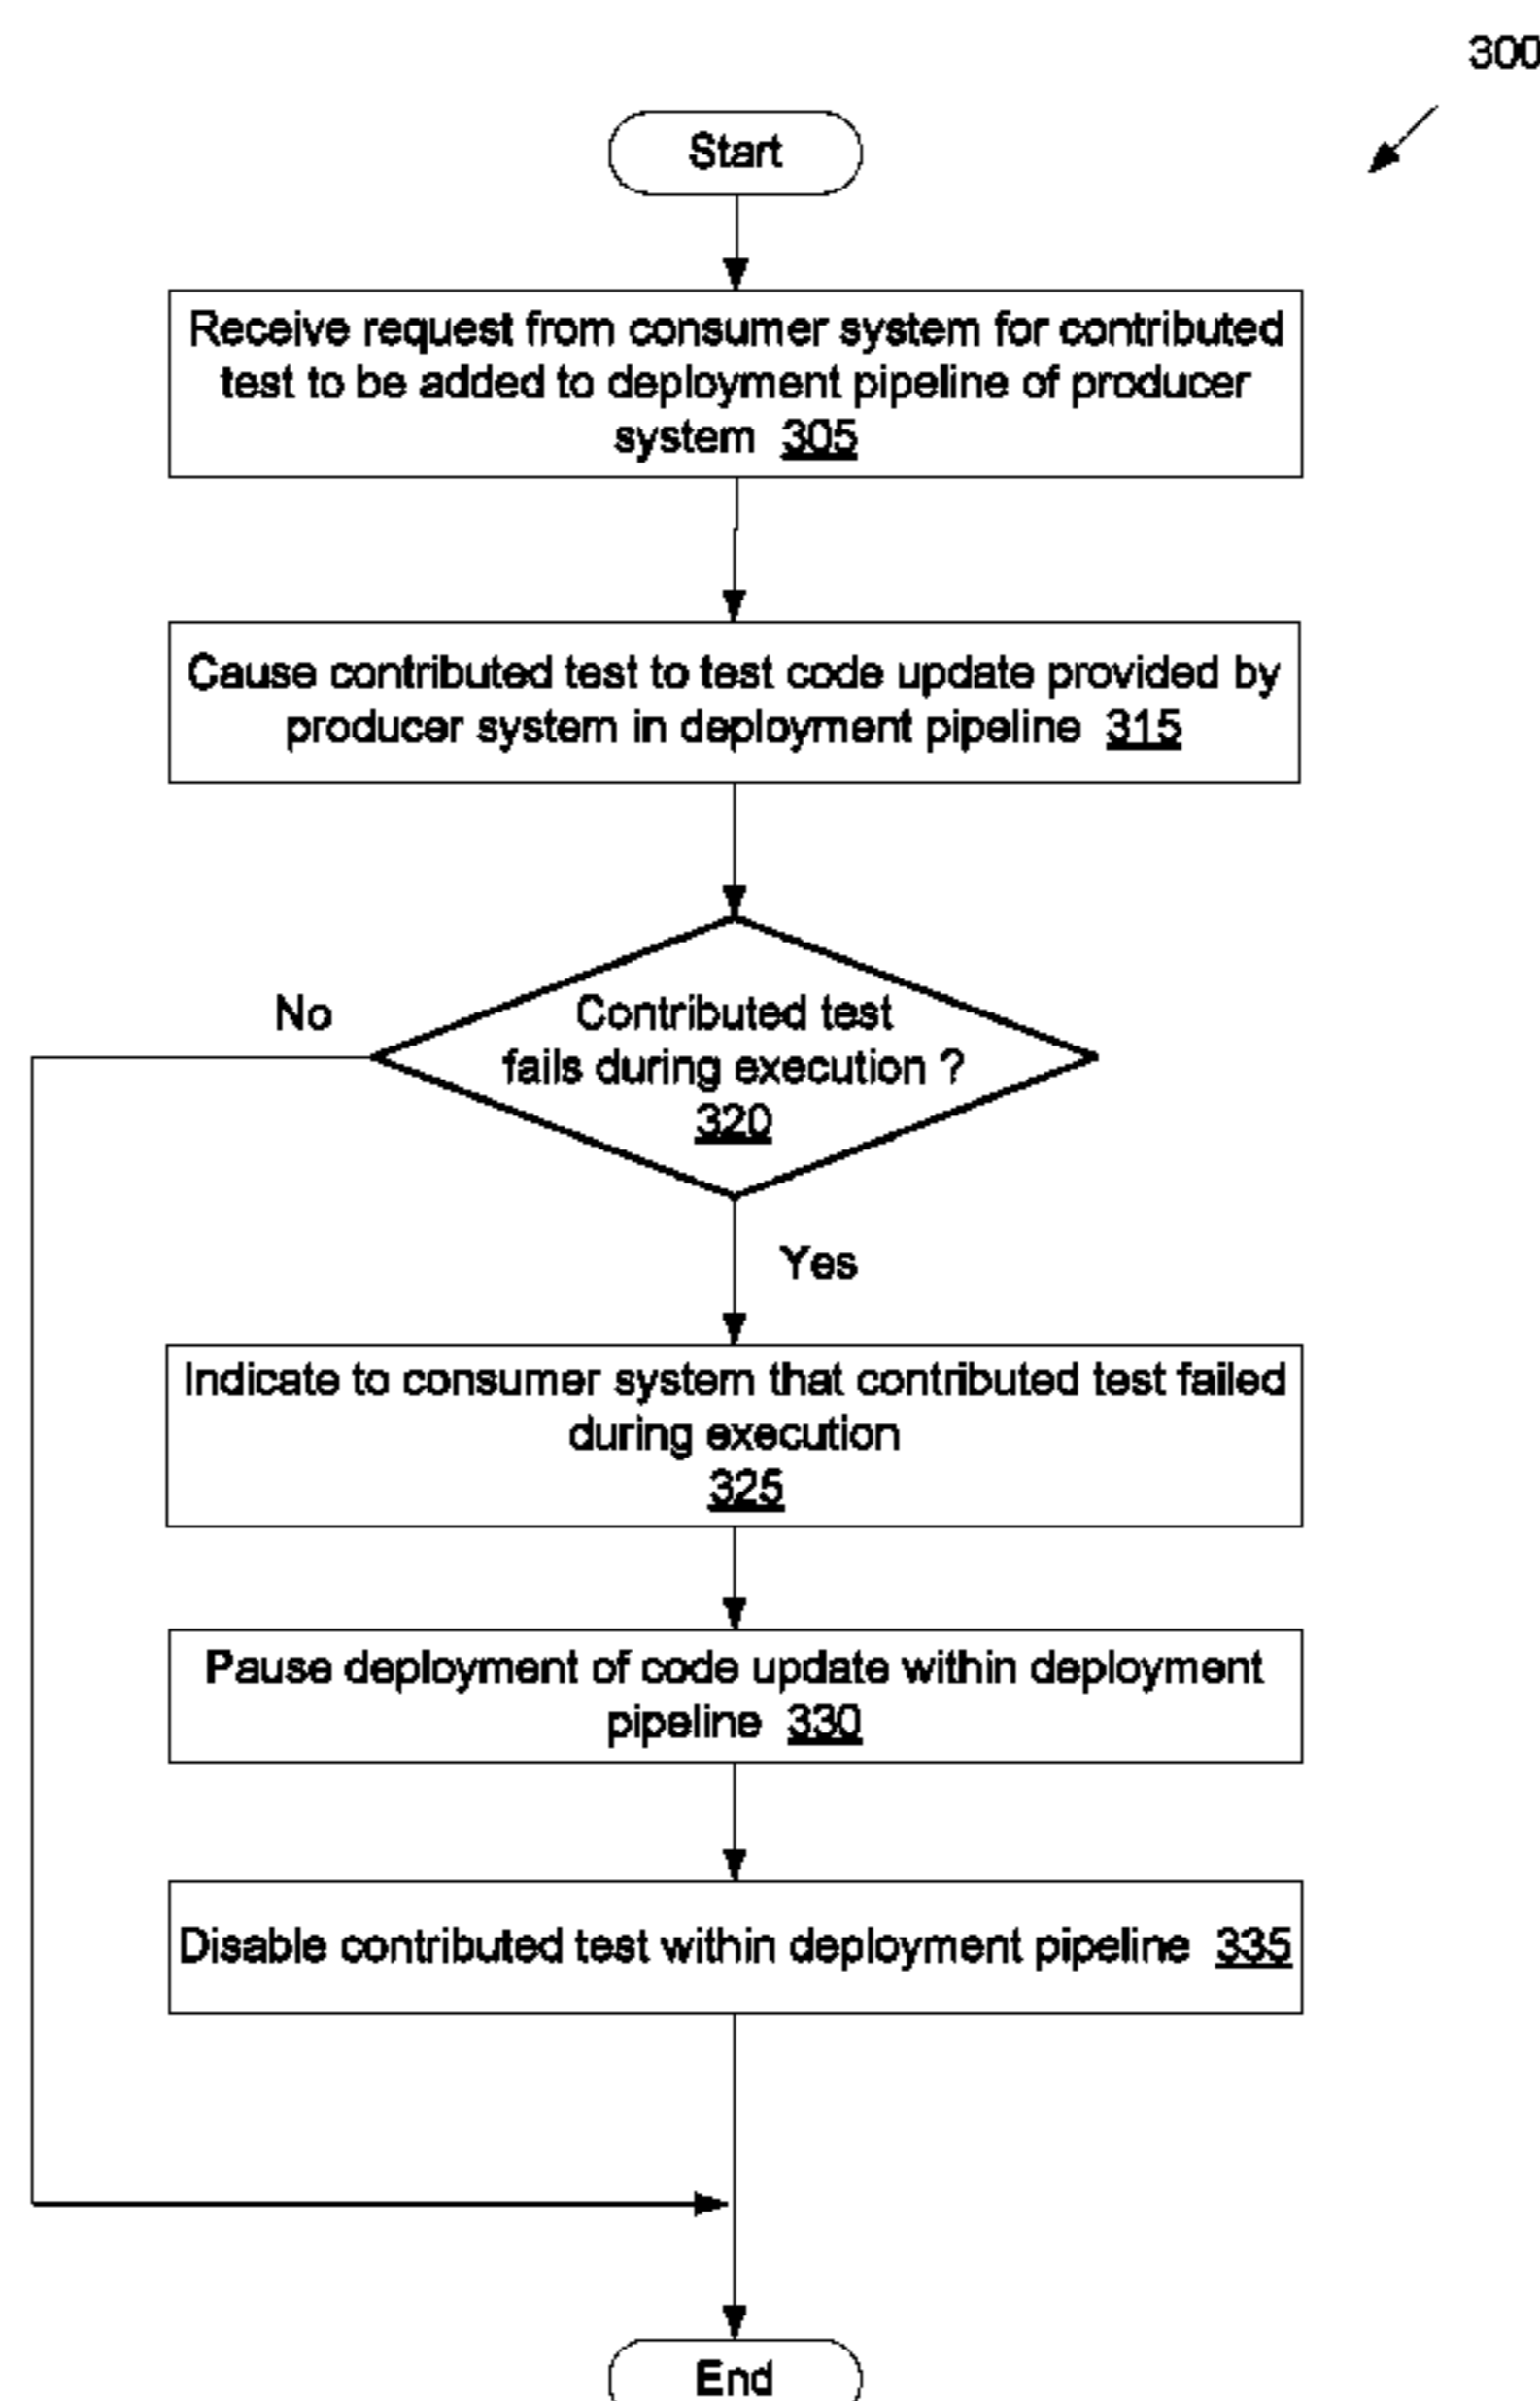 300
Start
Receive request from consumer system for contributed
test to be added to deployment pipeline of producer
system 305
Cause contributed test to test code update provided by
producer system in deployment pipeline 315
No
Contributed test
fails during execution ?
320
Yes
Indicate to consumer system that contributed test failed
during execution
325
Pause deployment of code update within deployment
pipeline 330
Disable contributed test within deployment pipeline 335
End